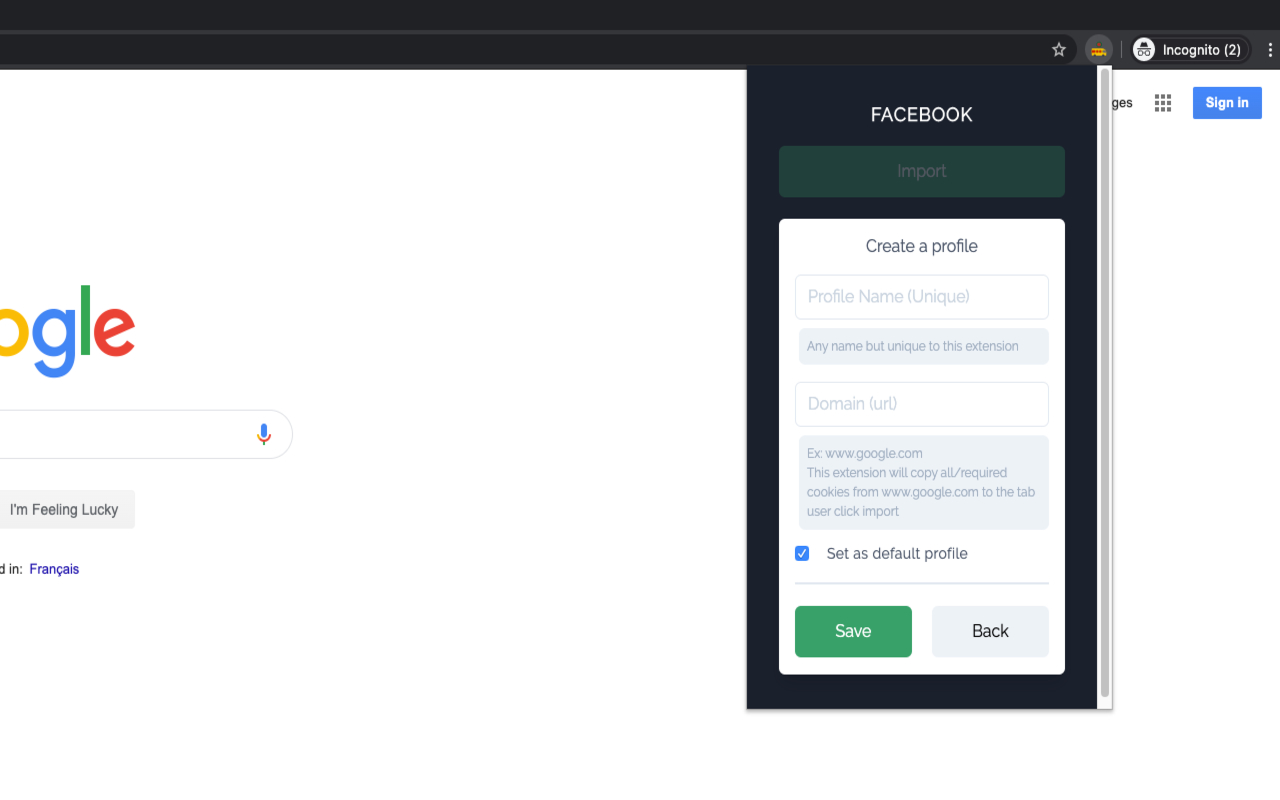 Incognito (2)
ges
Sign in
FACEBOOK
Import
Create a profile
Profile Name (Unique)
Any name but unique to this extension
Domain (url)
Ex: www.google.com
This extension will copy all/required
cookies from www.google.com to the tab
user click import
Set as default profile
Save
Back
ogle
I'm Feeling Lucky
d in: Français